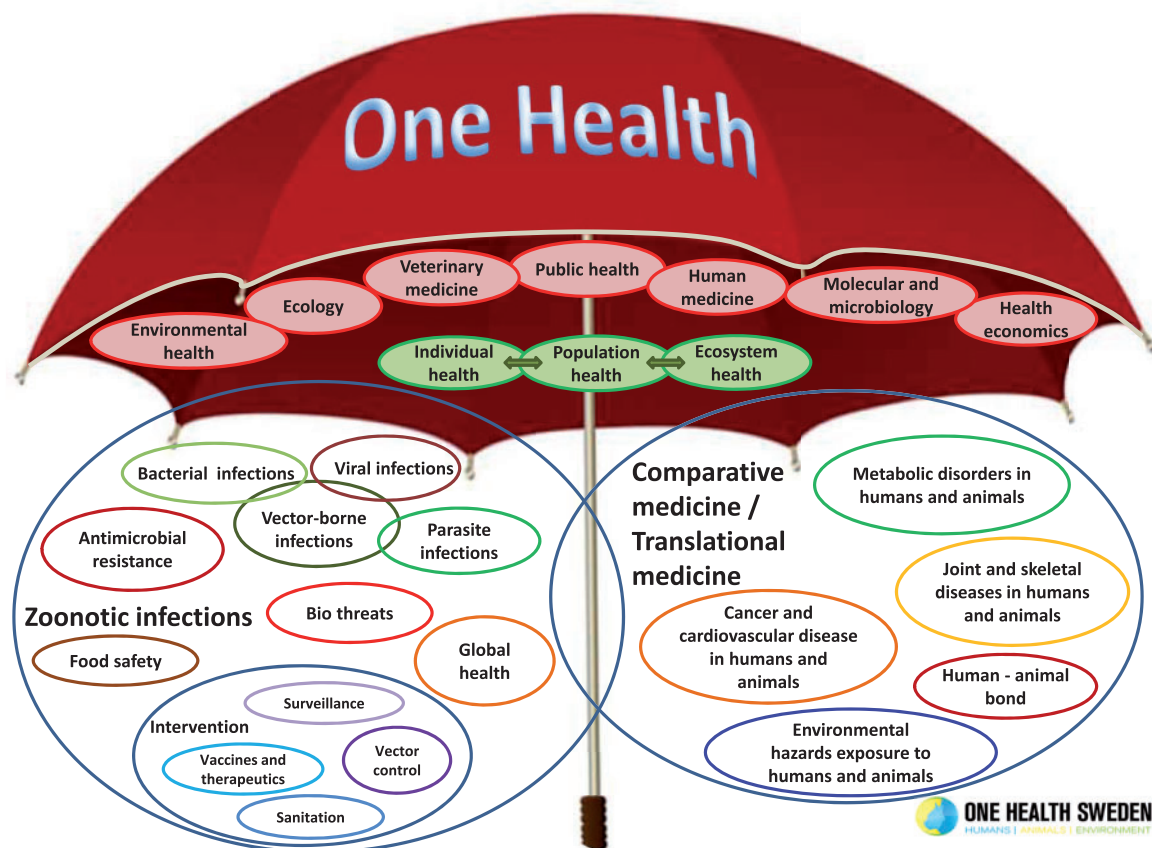 One Health
Environmental
health
Ecology
Veterinary
medicine
Public health
Human
medicine
Molecular and
microbiology
Health
economics
Individual
health
Population
health
Ecosystem
health
Bacterial infections
Viral infections
Vector-borne
infections
Parasite
infections
Antimicrobial
resistance
Zoonotic infections
Bio threats
Food safety
Global
health
Intervention
Surveillance
Vaccines and
therapeutics
Vector
control
Sanitation
Comparative
medicine /
Translational
medicine
Metabolic disorders in
humans and animals
Joint and skeletal
diseases in humans
and animals
Cancer and
cardiovascular disease
in humans and
animals
Human - animal
bond
Environmental
hazards exposure to
humans and animals
ONE HEALTH SWEDEN
HUMANS | ANIMALS | ENVIRONMENT